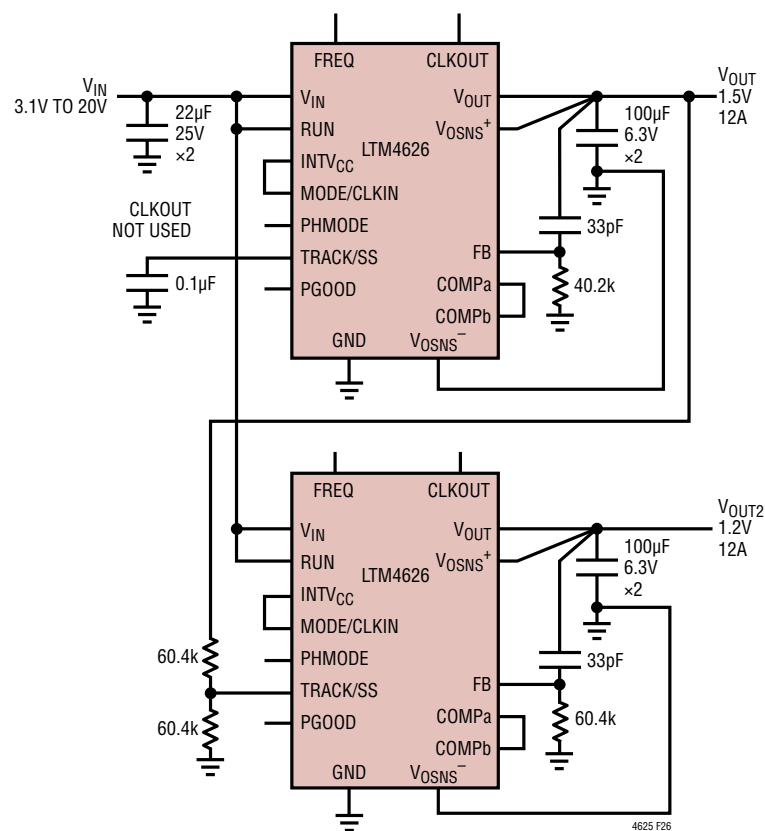 FREQ
CLKOUT
V_IN
3.1V TO 20V
22µF
25V
×2
V_IN
RUN
INTV_CC
MODE/CLKIN
PHMODE
TRACK/SS
PGOOD
LTM4626
V_OUT
V_OSNS⁺
FB
COMPa
COMPb
GND
V_OSNS⁻
CLKOUT
NOT USED
0.1µF
100µF
6.3V
×2
V_OUT
1.5V
12A
33pF
40.2k
FREQ
CLKOUT
V_IN
RUN
INTV_CC
MODE/CLKIN
PHMODE
TRACK/SS
PGOOD
LTM4626
V_OUT
V_OSNS⁺
FB
COMPa
COMPb
GND
V_OSNS⁻
100µF
6.3V
×2
V_OUT2
1.2V
12A
33pF
60.4k
60.4k
60.4k
4625 F26